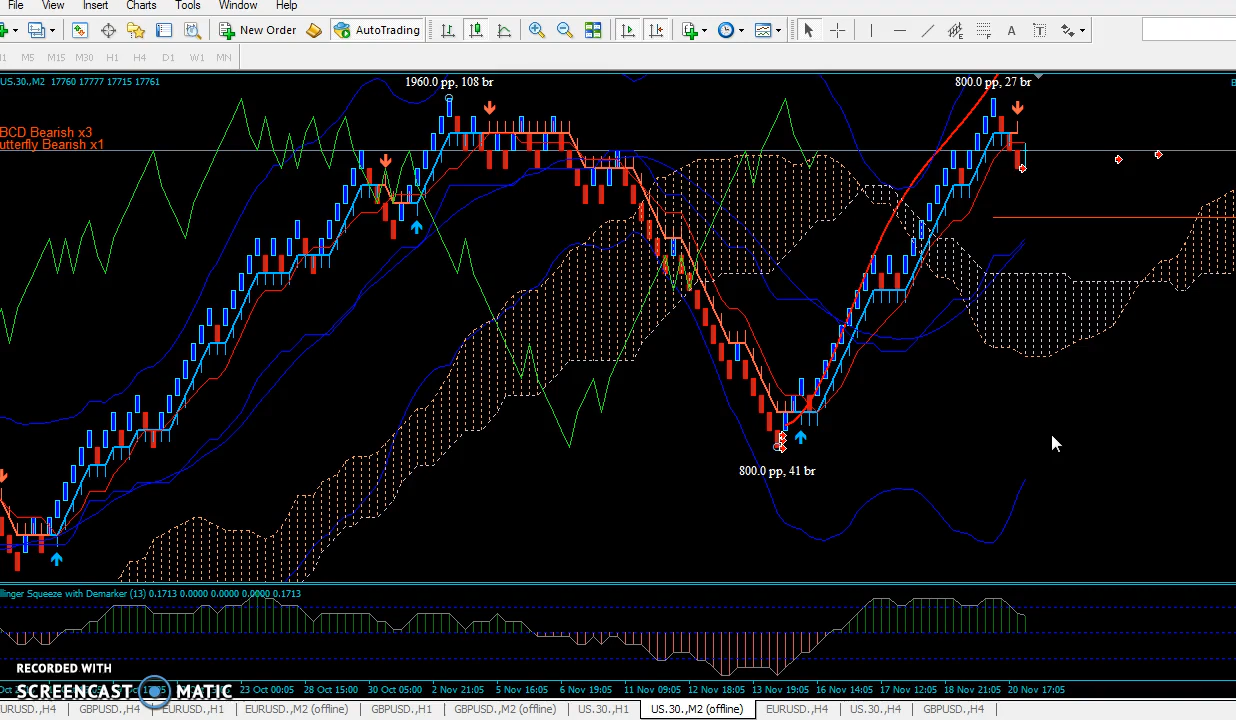 File View Insert Charts Tools Window Help
New Order AutoTrading
M5 M15 M30 H1 H4 D1 W1 MN
US.30.,M2 17760 17777 17715 17761
1960.0 pp, 108 br
800.0 pp, 27 br
BCD Bearish x3
utterfly Bearish x1
800.0 pp, 41 br
llinger Squeeze with Demarker (13) 0.1713 0.0000 0.0000 0.0000 0.1713
RECORDED WITH
SCREENCAST MATIC
23 Oct 00:05 28 Oct 15:05 30 Oct 05:05 2 Nov 21:05 5 Nov 16:05 6 Nov 19:05 11 Nov 09:05 12 Nov 18:05 13 Nov 19:05 16 Nov 14:05 17 Nov 12:05 18 Nov 21:05 20 Nov 17:05
URUSD.,H4 GBPUSD.,H4 EURUSD.,H1 EURUSD.,M2 (offline) GBPUSD.,H1 GBPUSD.,M2 (offline) US.30.,H1 US.30.,M2 (offline) EURUSD.,H4 US.30.,H4 GBPUSD.,H4